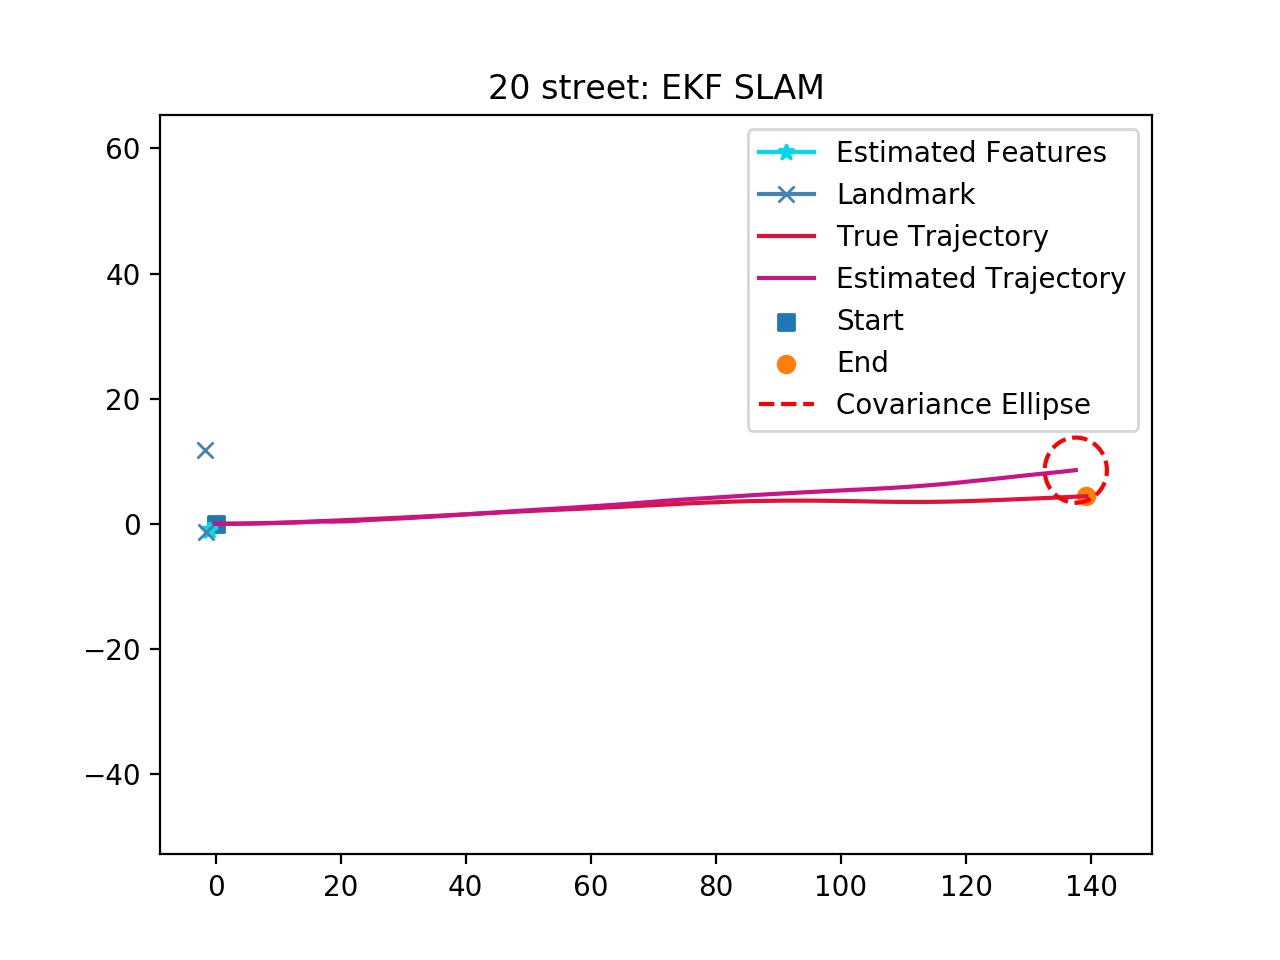 20 street: EKF SLAM
Estimated Features
Landmark
True Trajectory
Estimated Trajectory
Start
End
Covariance Ellipse
60
40
20
0
−20
−40
0 20 40 60 80 100 120 140